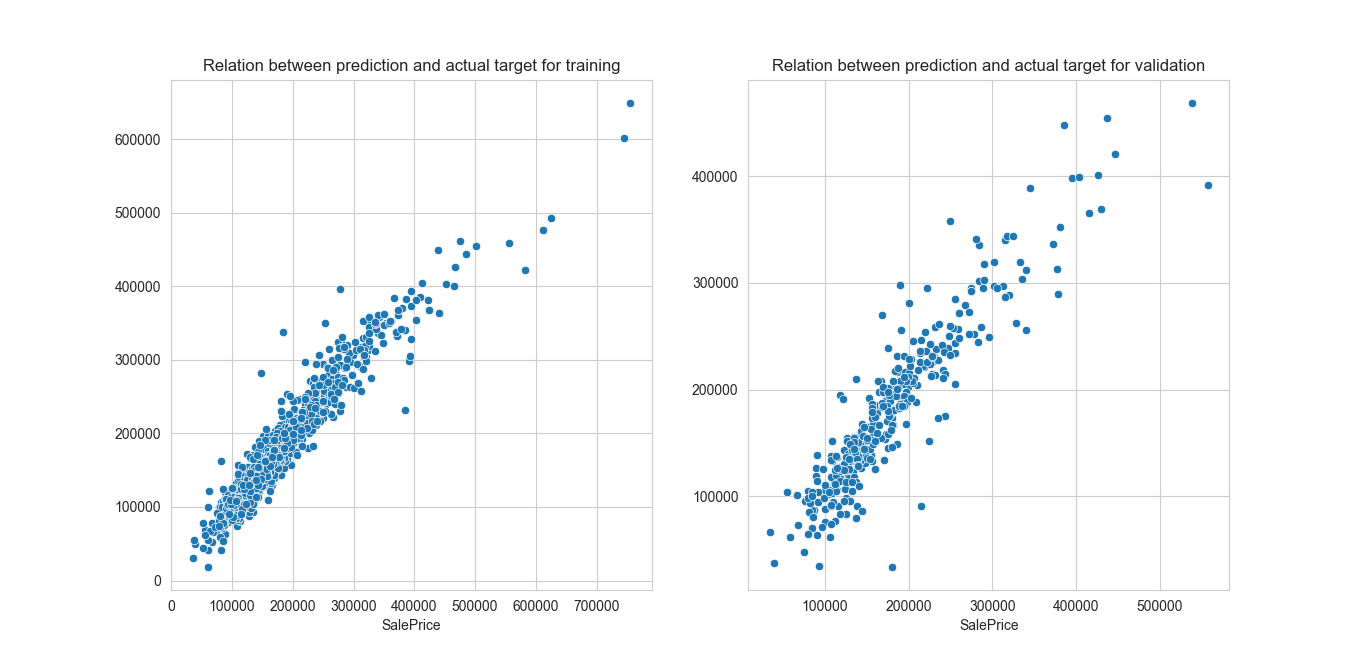 Relation between prediction and actual target for training
600000
500000
400000
300000
200000
100000
0
0 100000 200000 300000 400000 500000 600000 700000
SalePrice
Relation between prediction and actual target for validation
400000
300000
200000
100000
100000 200000 300000 400000 500000
SalePrice